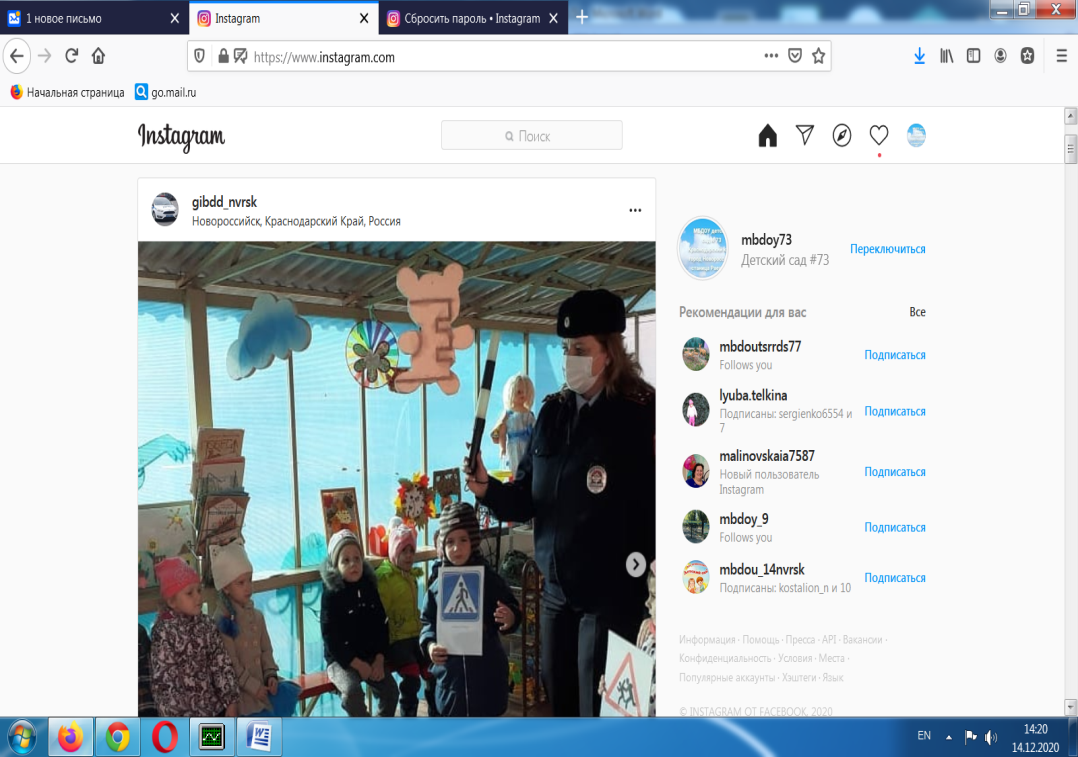 1 новое письмо
Instagram
Сбросить пароль • Instagram
https://www.instagram.com
Начальная страница
go.mail.ru
Instagram
Поиск
gibdd_nvrsk
Новороссийск, Краснодарский Край, Россия
mbdoy73
Детский сад #73
Переключиться
Рекомендации для вас
Все
mbdoutsrrds77
Follows you
Подписаться
lyuba.telkina
Подписаны: sergienko6554 и
7
Подписаться
malinovskaia7587
Новый пользователь
Instagram
Подписаться
mbdoy_9
Follows you
Подписаться
mbdou_14nvrsk
Подписаны: kostalion_n и 10
Подписаться
Информация · Помощь · Пресса · API · Вакансии ·
Конфиденциальность · Условия · Места ·
Популярные аккаунты · Хэштеги · Язык
© INSTAGRAM ОТ FACEBOOK, 2020
EN
14:20
14.12.2020